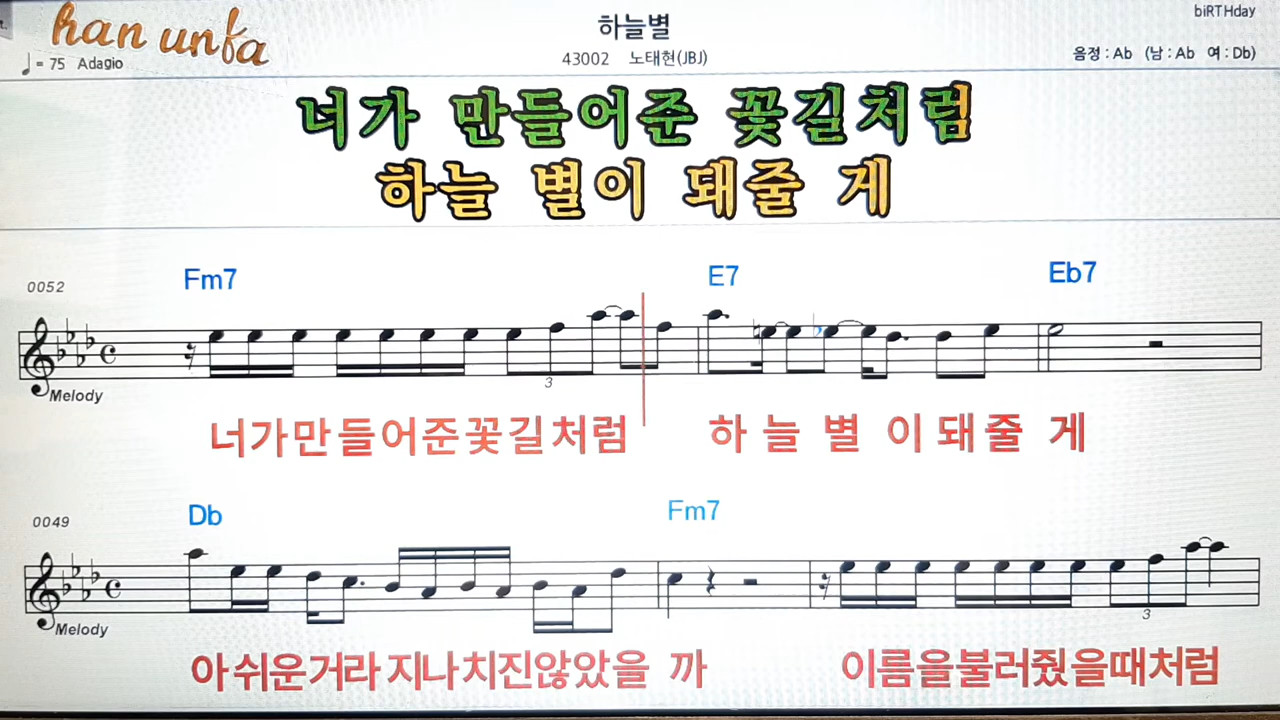 han unfa
하늘별
biRTHday
♩= 75 Adagio
43002 노태현(JBJ)
음정 : Ab (남 : Ab 여 : Db)
너가 만들어준 꽃길처럼
하늘 별이 돼줄 게
0052
Fm7 E7 Eb7
3
Melody
너가만들어준꽃길처럼 하 늘 별 이 돼 줄 게
0049
Db Fm7
3
Melody
아쉬운거라지나치진않았을 까 이름을불러줬을때처럼